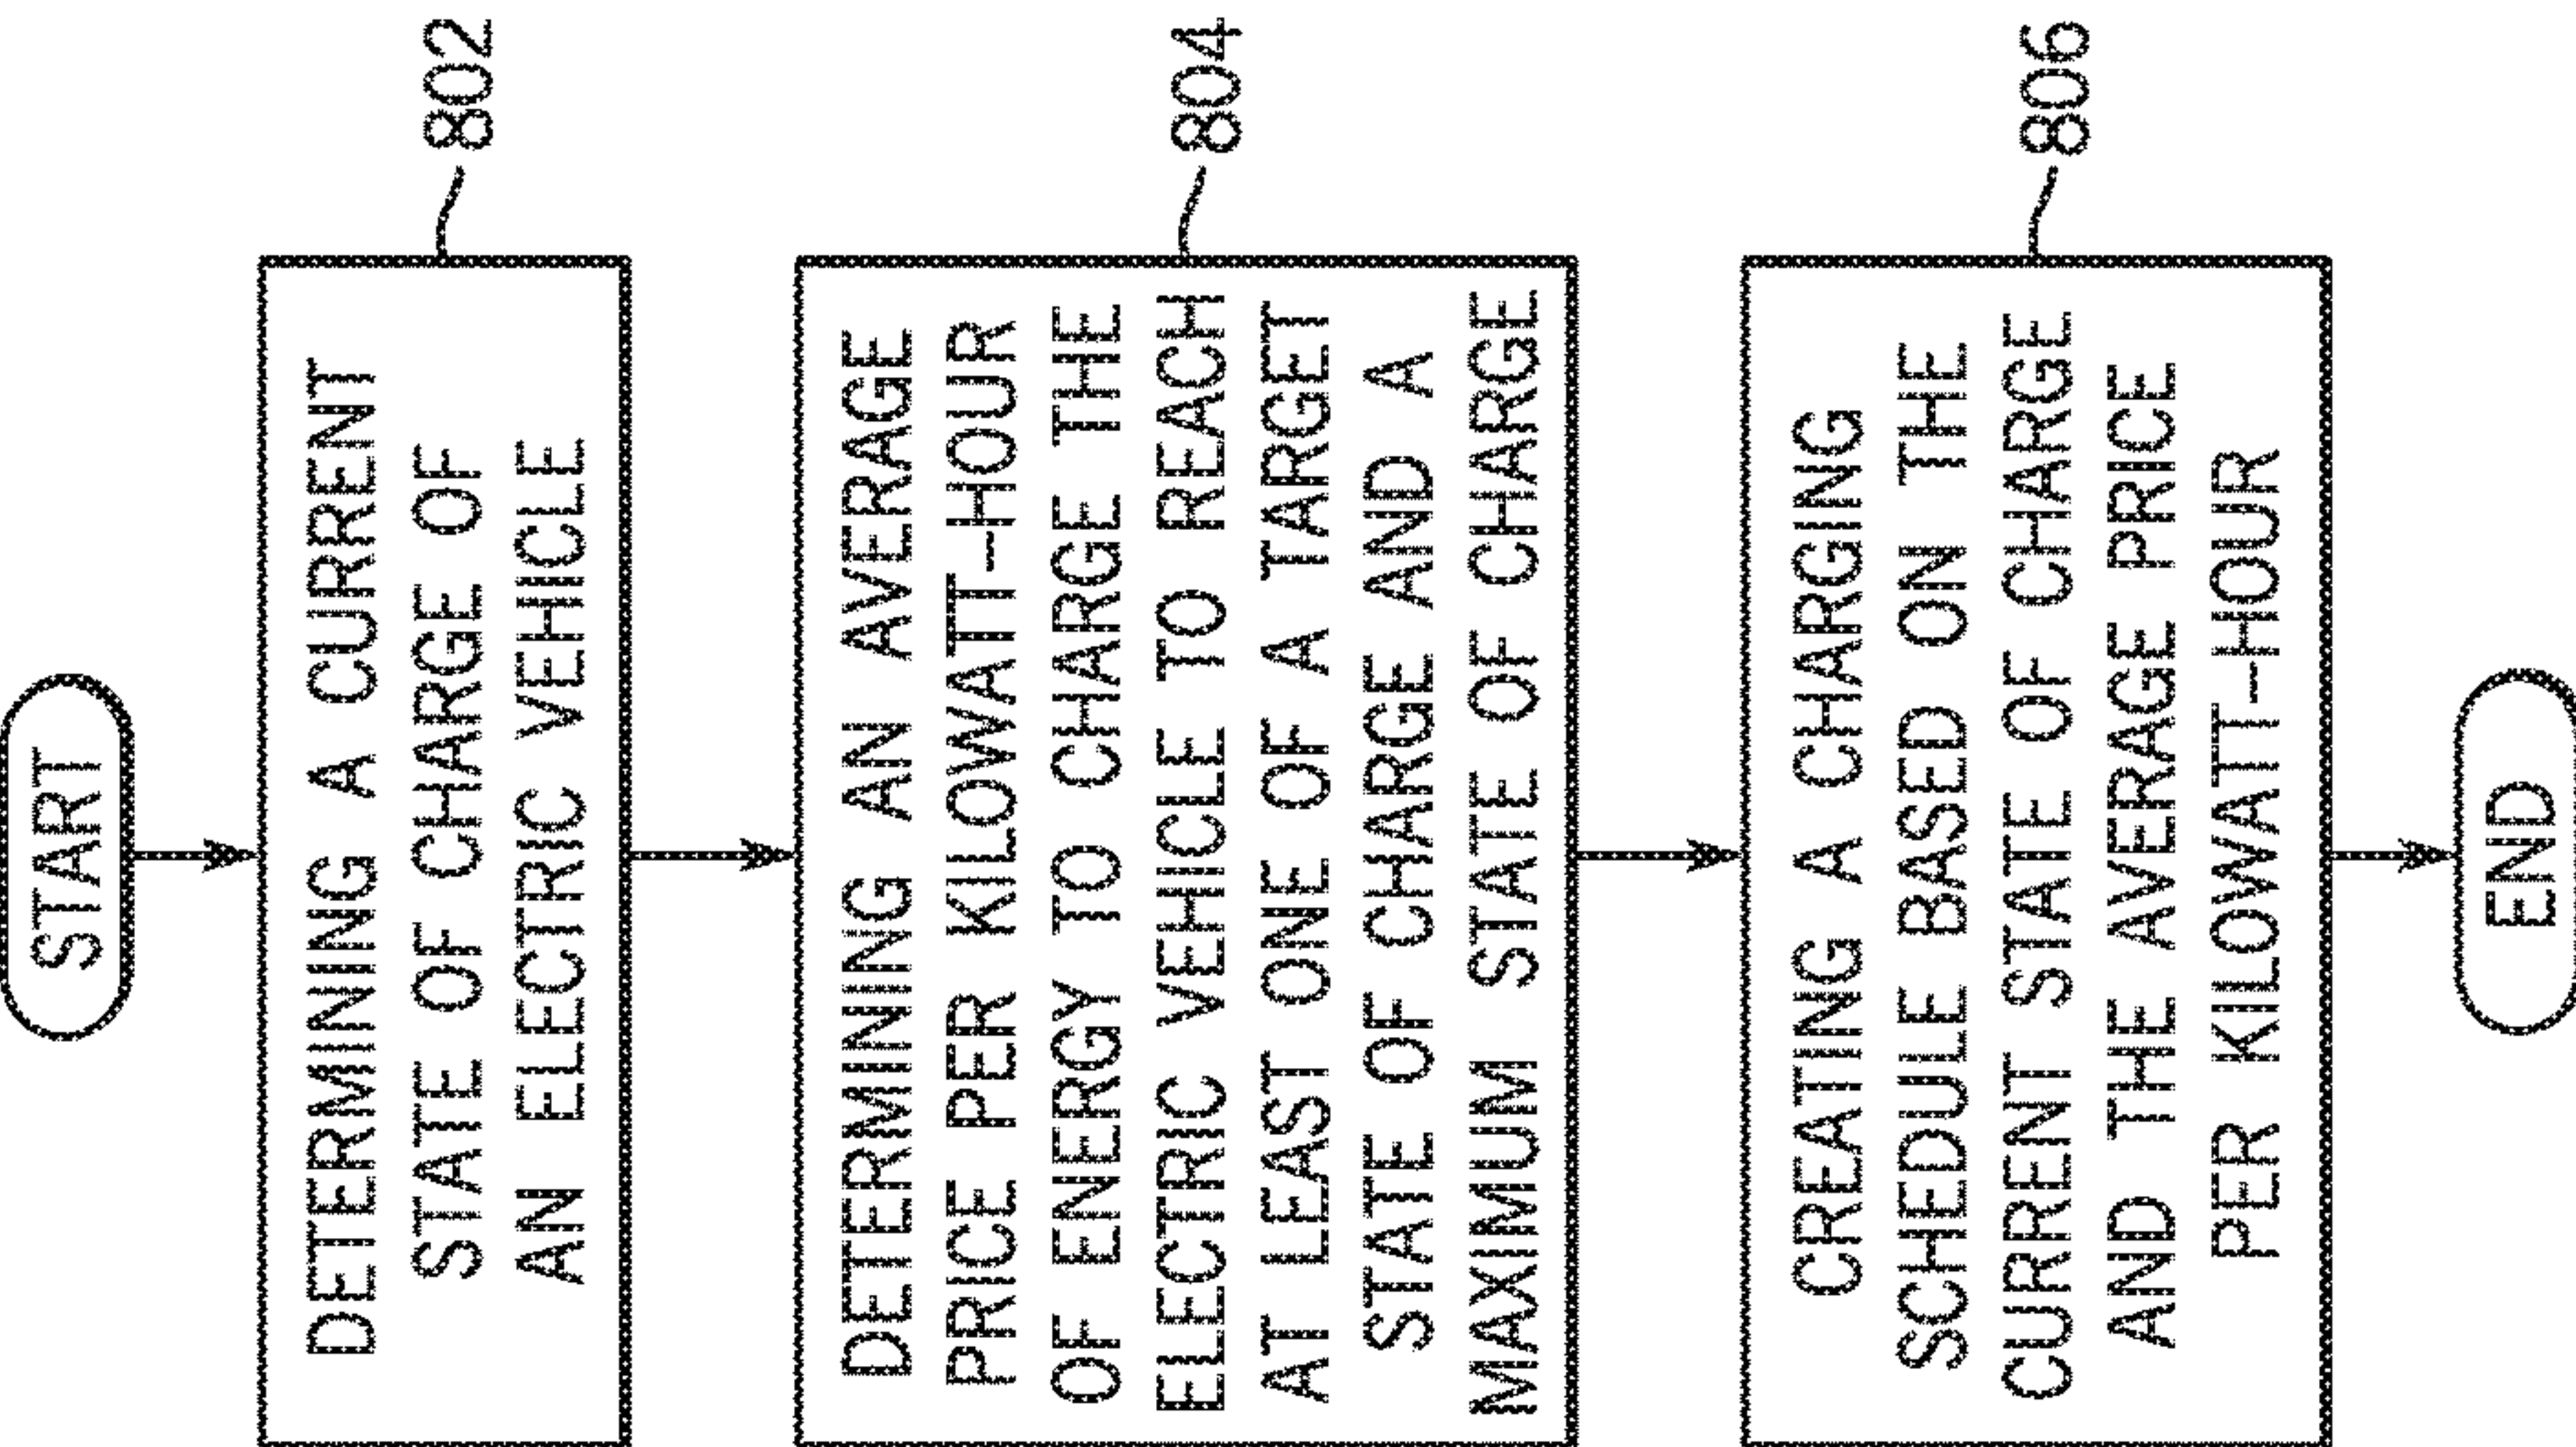 START
DETERMINING A CURRENT
STATE OF CHARGE OF
AN ELECTRIC VEHICLE
802
DETERMINING AN AVERAGE
PRICE PER KILOWATT-HOUR
OF ENERGY TO CHARGE THE
ELECTRIC VEHICLE TO REACH
AT LEAST ONE OF A TARGET
STATE OF CHARGE AND A
MAXIMUM STATE OF CHARGE
804
CREATING A CHARGING
SCHEDULE BASED ON THE
CURRENT STATE OF CHARGE
AND THE AVERAGE PRICE
PER KILOWATT-HOUR
806
END